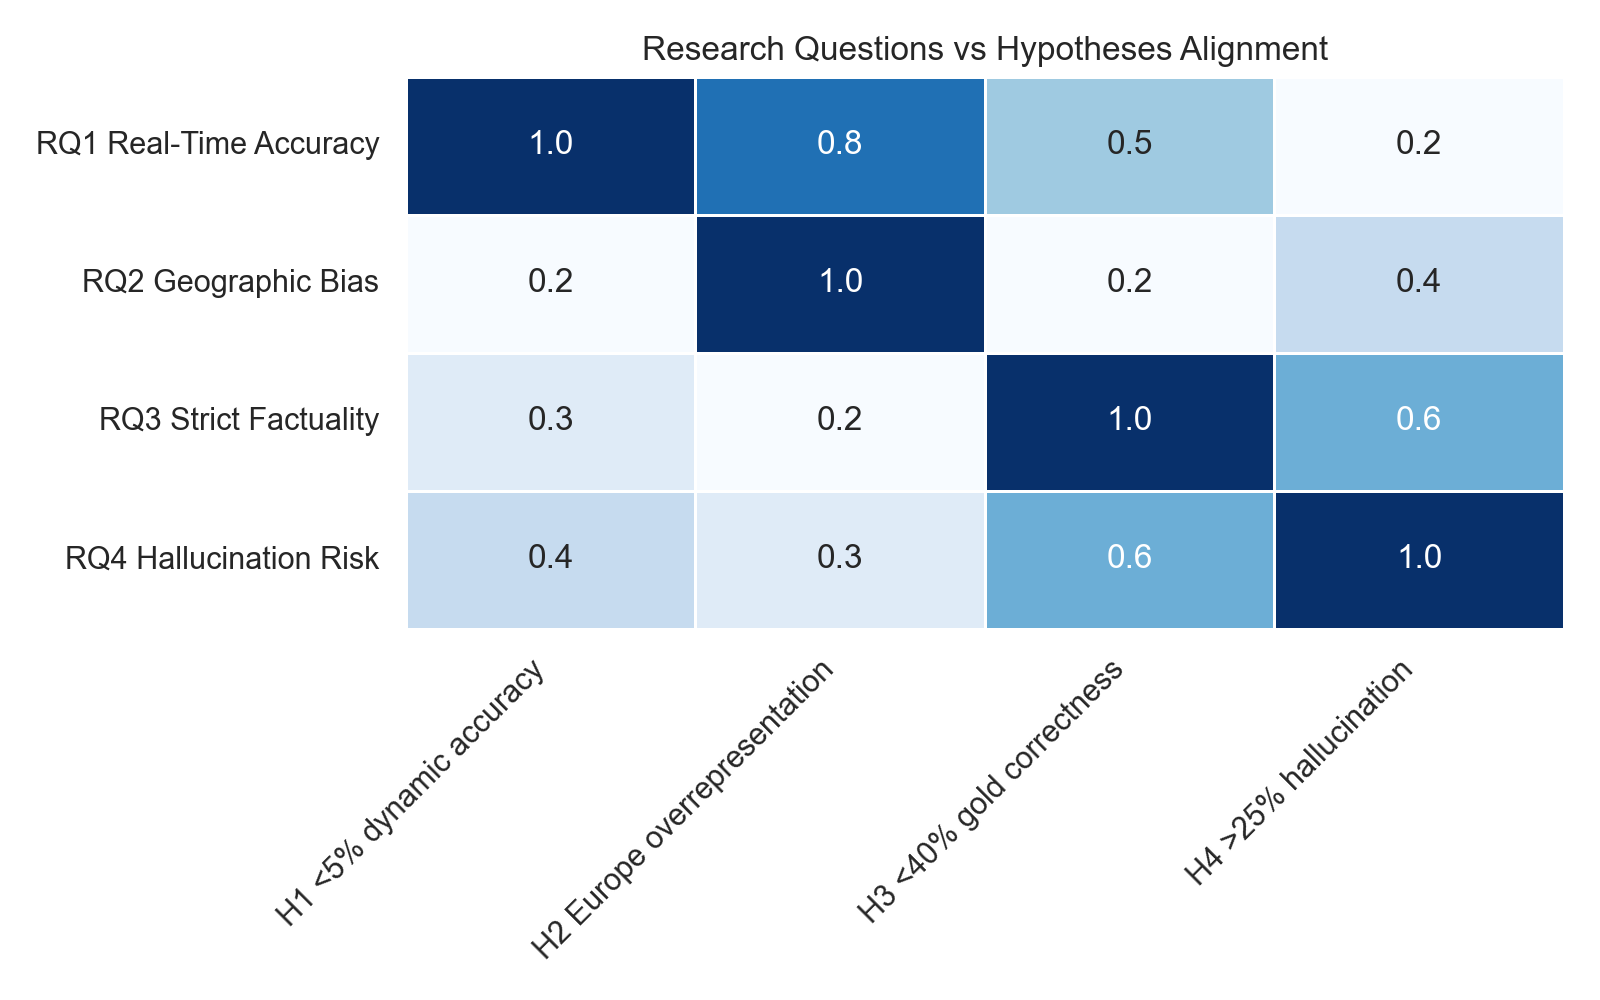 Research Questions vs Hypotheses Alignment
RQ1 Real-Time Accuracy 1.0 0.8 0.5 0.2
RQ2 Geographic Bias 0.2 1.0 0.2 0.4
RQ3 Strict Factuality 0.3 0.2 1.0 0.6
RQ4 Hallucination Risk 0.4 0.3 0.6 1.0
H1 <5% dynamic accuracy
H2 Europe overrepresentation
H3 <40% gold correctness
H4 >25% hallucination